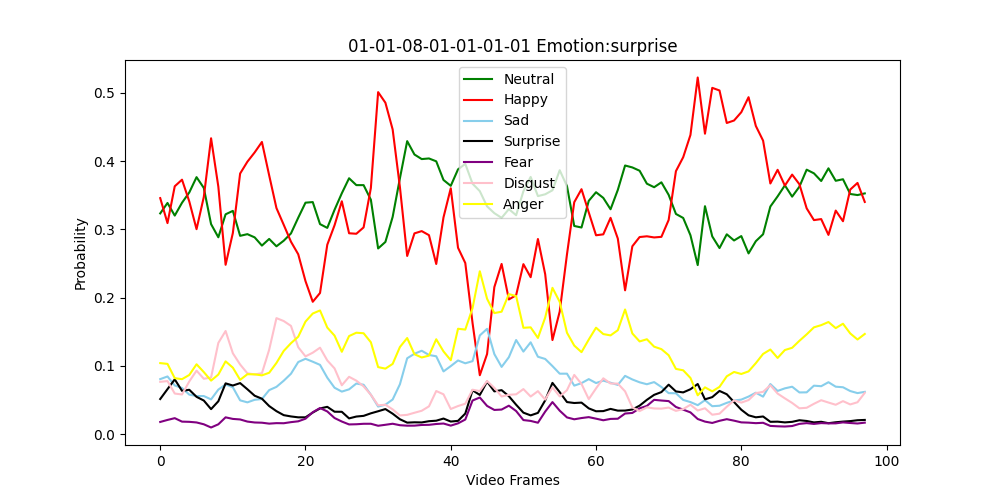 01-01-08-01-01-01-01 Emotion:surprise
Neutral
Happy
Sad
Surprise
Fear
Disgust
Anger
0.5
0.4
0.3
0.2
0.1
0.0
Probability
0 20 40 60 80 100
Video Frames